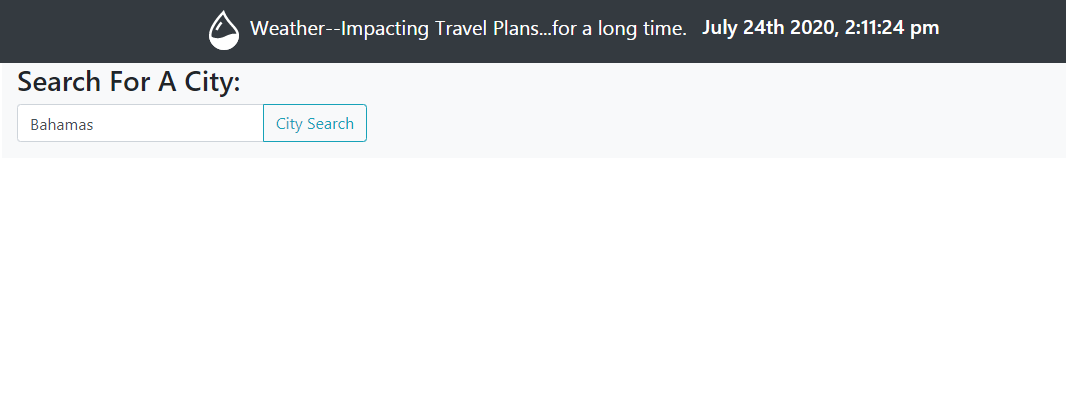 Weather--Impacting Travel Plans...for a long time. July 24th 2020, 2:11:24 pm
Search For A City:
Bahamas City Search